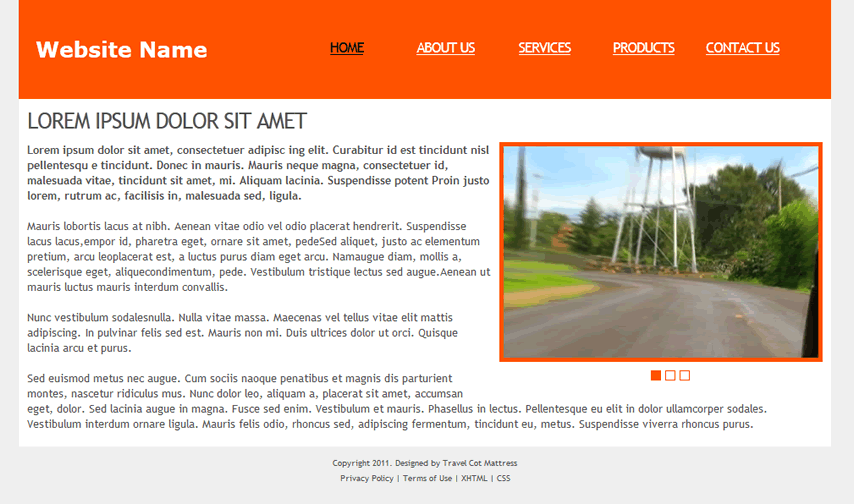 Website Name
HOME
ABOUT US
SERVICES
PRODUCTS
CONTACT US
LOREM IPSUM DOLOR SIT AMET
Lorem ipsum dolor sit amet, consectetuer adipisc ing elit. Curabitur id est tincidunt nisl
pellentesqu e tincidunt. Donec in mauris. Mauris neque magna, consectetuer id,
malesuada vitae, tincidunt sit amet, mi. Aliquam lacinia. Suspendisse potent Proin justo
lorem, rutrum ac, facilisis in, malesuada sed, ligula.
Mauris lobortis lacus at nibh. Aenean vitae odio vel odio placerat hendrerit. Suspendisse
lacus lacus,empor id, pharetra eget, ornare sit amet, pedeSed aliquet, justo ac elementum
pretium, arcu leoplacerat est, a luctus purus diam eget arcu. Namaugue diam, mollis a,
scelerisque eget, aliquecondimentum, pede. Vestibulum tristique lectus sed augue.Aenean ut
mauris luctus mauris interdum convallis.
Nunc vestibulum sodalesnulla. Nulla vitae massa. Maecenas vel tellus vitae elit mattis
adipiscing. In pulvinar felis sed est. Mauris non mi. Duis ultrices dolor ut orci. Quisque
lacinia arcu et purus.
Sed euismod metus nec augue. Cum sociis naoque penatibus et magnis dis parturient
montes, nascetur ridiculus mus. Nunc dolor leo, aliquam a, placerat sit amet, accumsan
eget, dolor. Sed lacinia augue in magna. Fusce sed enim. Vestibulum et mauris. Phasellus in lectus. Pellentesque eu elit in dolor ullamcorper sodales.
Vestibulum interdum ornare ligula. Mauris felis odio, rhoncus sed, adipiscing fermentum, tincidunt eu, metus. Suspendisse viverra rhoncus purus.
Copyright 2011. Designed by Travel Cot Mattress
Privacy Policy | Terms of Use | XHTML | CSS